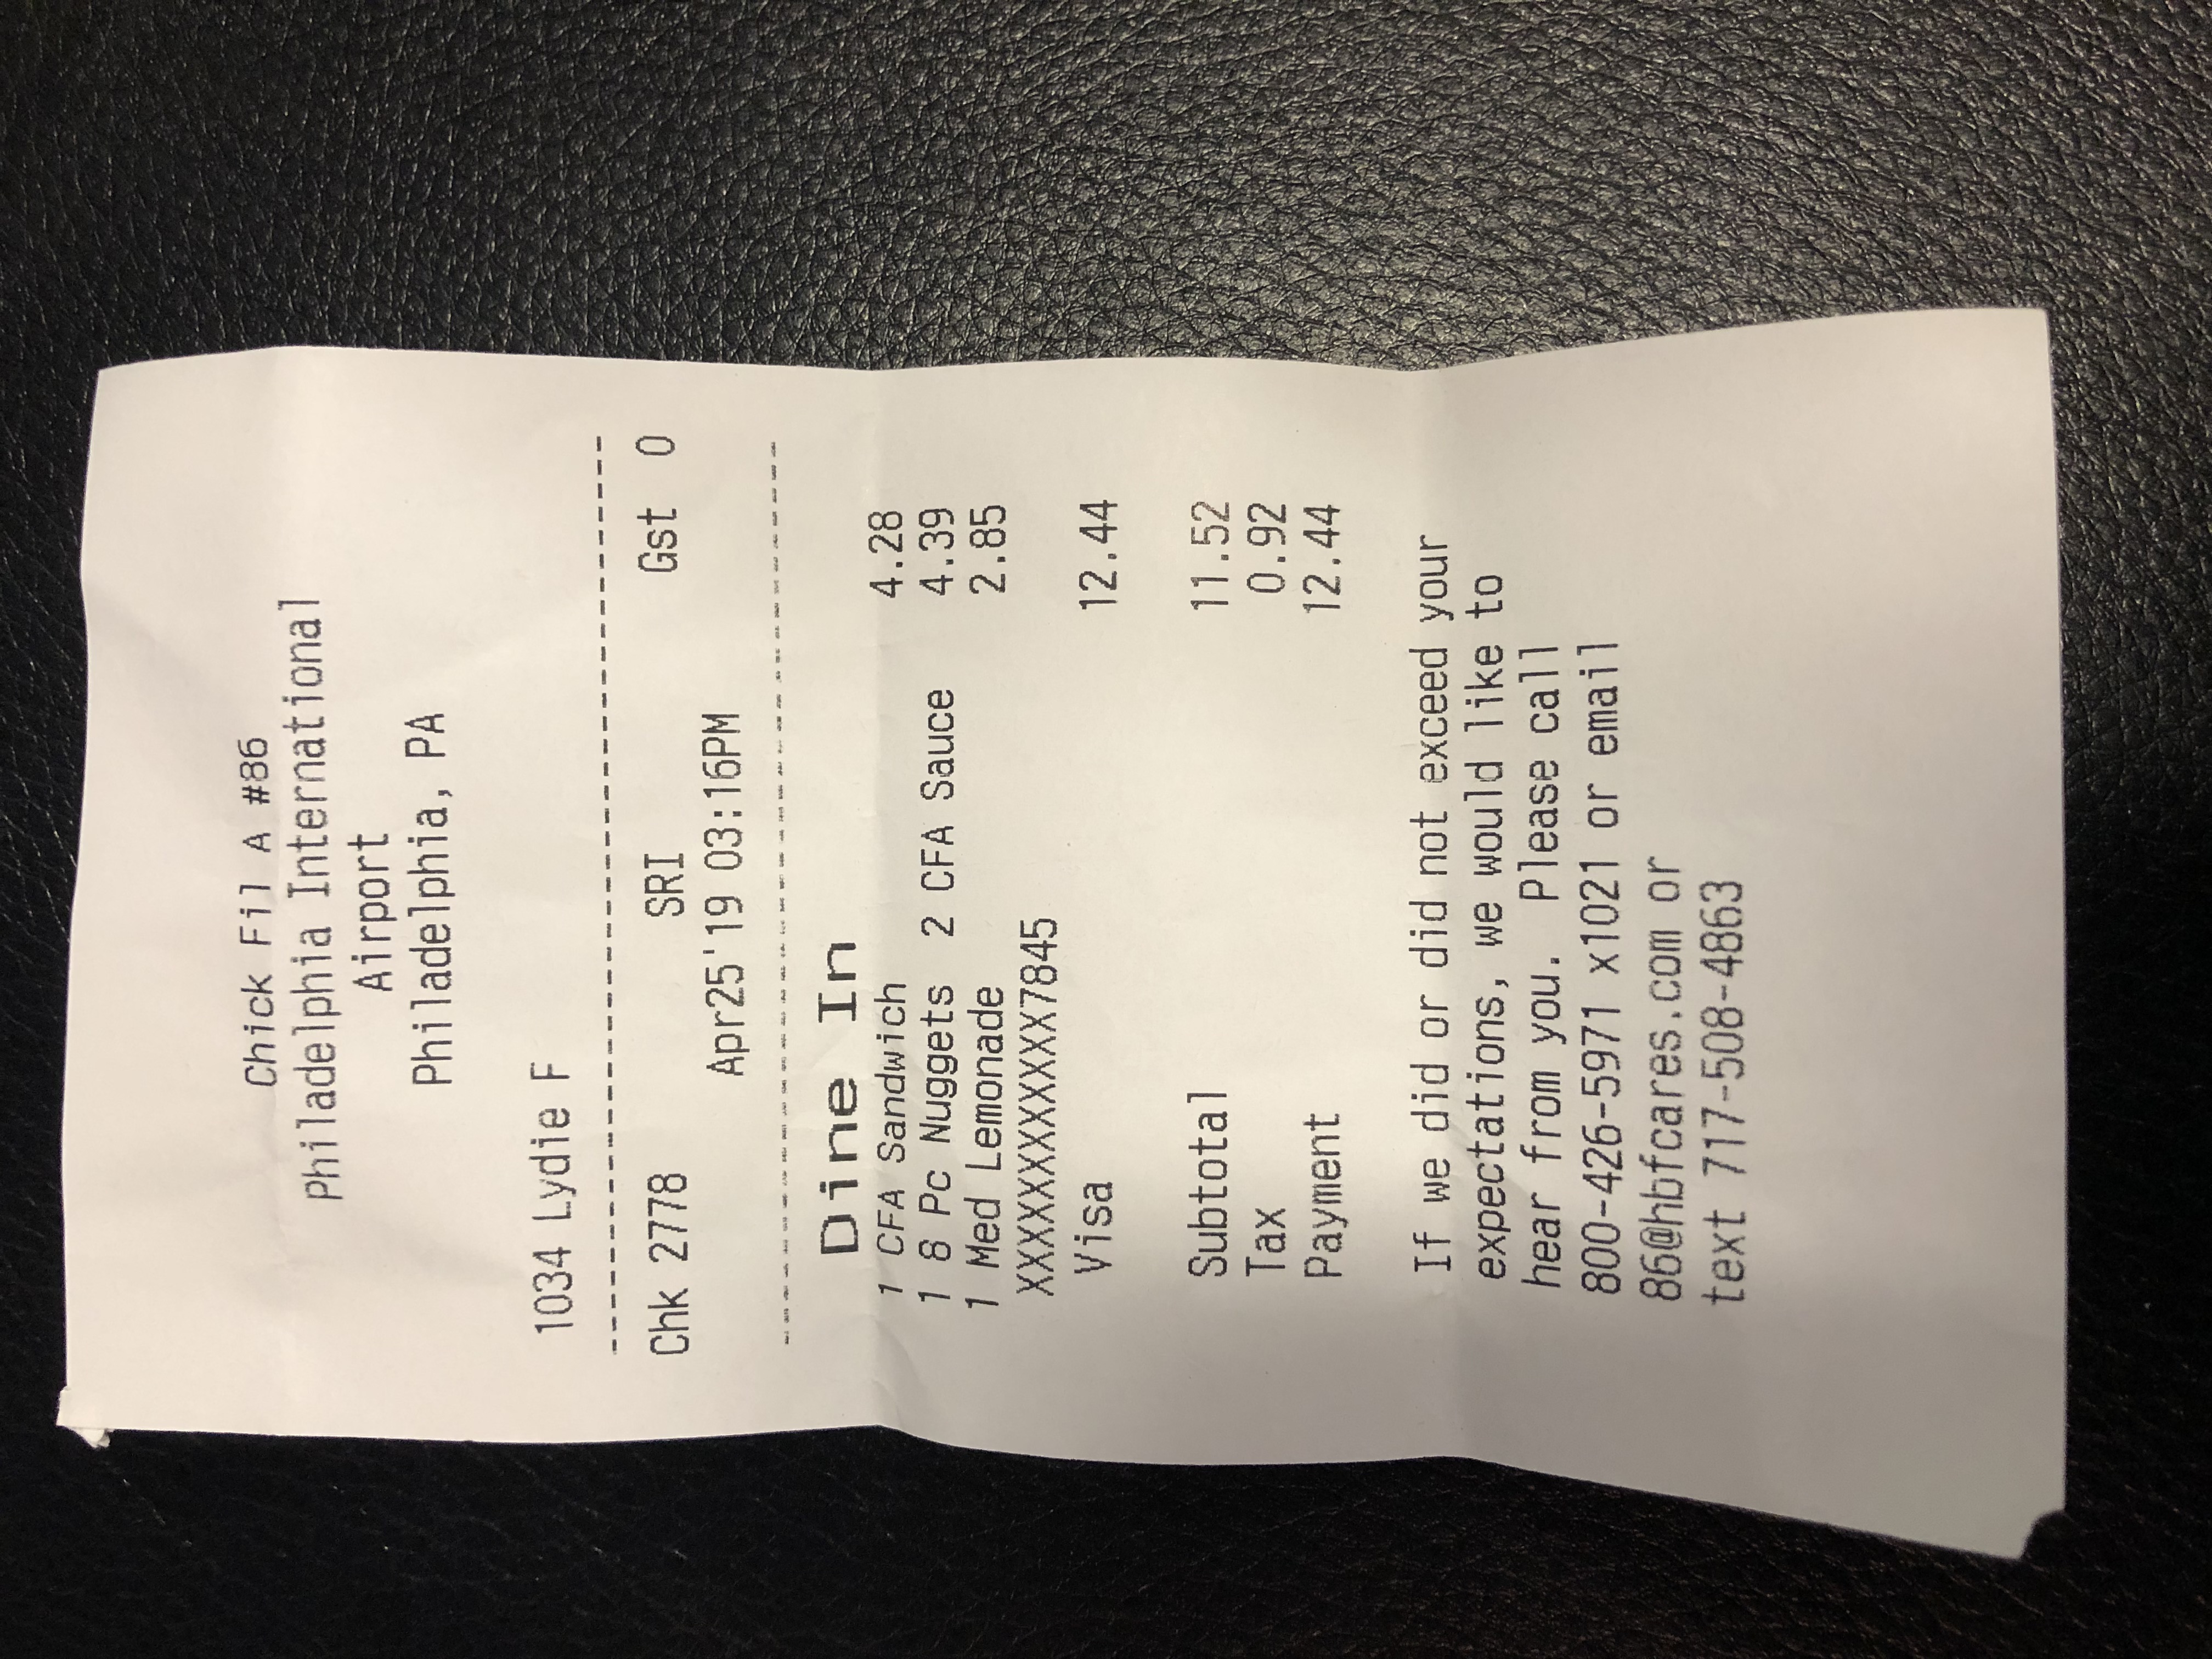 Chick Fil A #86
Philadelphia International
Airport
Philadelphia, PA
1034 Lydie F
----------------------------------------
Chk 2778 SRI Gst 0
Apr25'19 03:16PM
----------------------------------------
Dine In
1 CFA Sandwich 4.28
1 8 Pc Nuggets 2 CFA Sauce 4.39
1 Med Lemonade 2.85
XXXXXXXXXXXX7845
Visa 12.44
Subtotal 11.52
Tax 0.92
Payment 12.44
If we did or did not exceed your
expectations, we would like to
hear from you. Please call
800-426-5971 x1021 or email
86@hbfcares.com or
text 717-508-4863